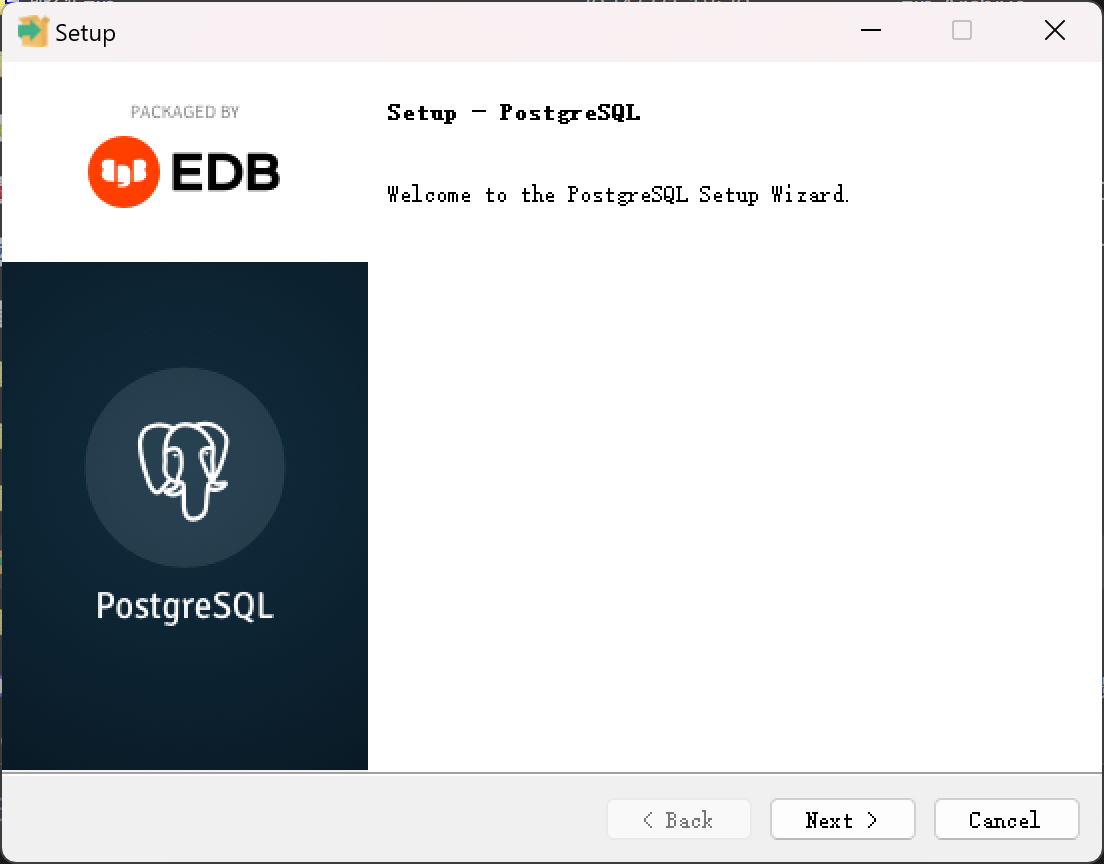 Setup
PACKAGED BY
EDB
Setup - PostgreSQL
Welcome to the PostgreSQL Setup Wizard.
PostgreSQL
< Back
Next >
Cancel